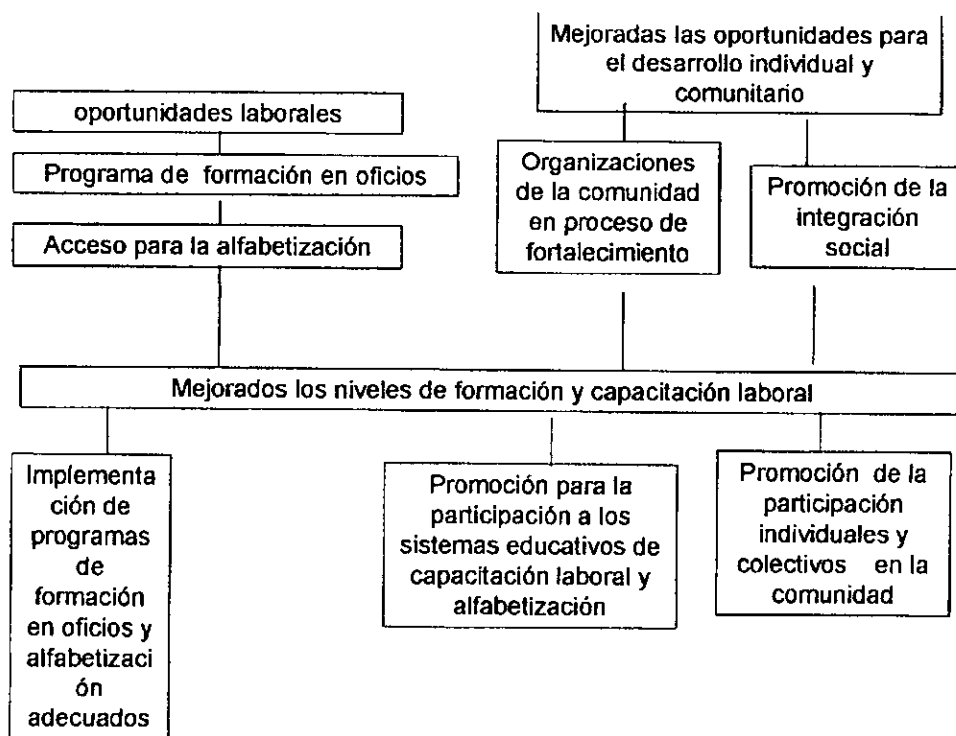 Mejoradas las oportunidades para
el desarrollo individual y
comunitario
oportunidades laborales
Programa de formación en oficios
Acceso para la alfabetización
Organizaciones
de la comunidad
en proceso de
fortalecimiento
Promoción de la
integración
social
Mejorados los niveles de formación y capacitación laboral
Implementa
ción de
programas
de
formación
en oficios y
alfabetizaci
ón
adecuados
Promoción para la
participación a los
sistemas educativos de
capacitación laboral y
alfabetización
Promoción de la
participación
individuales y
colectivos en la
comunidad